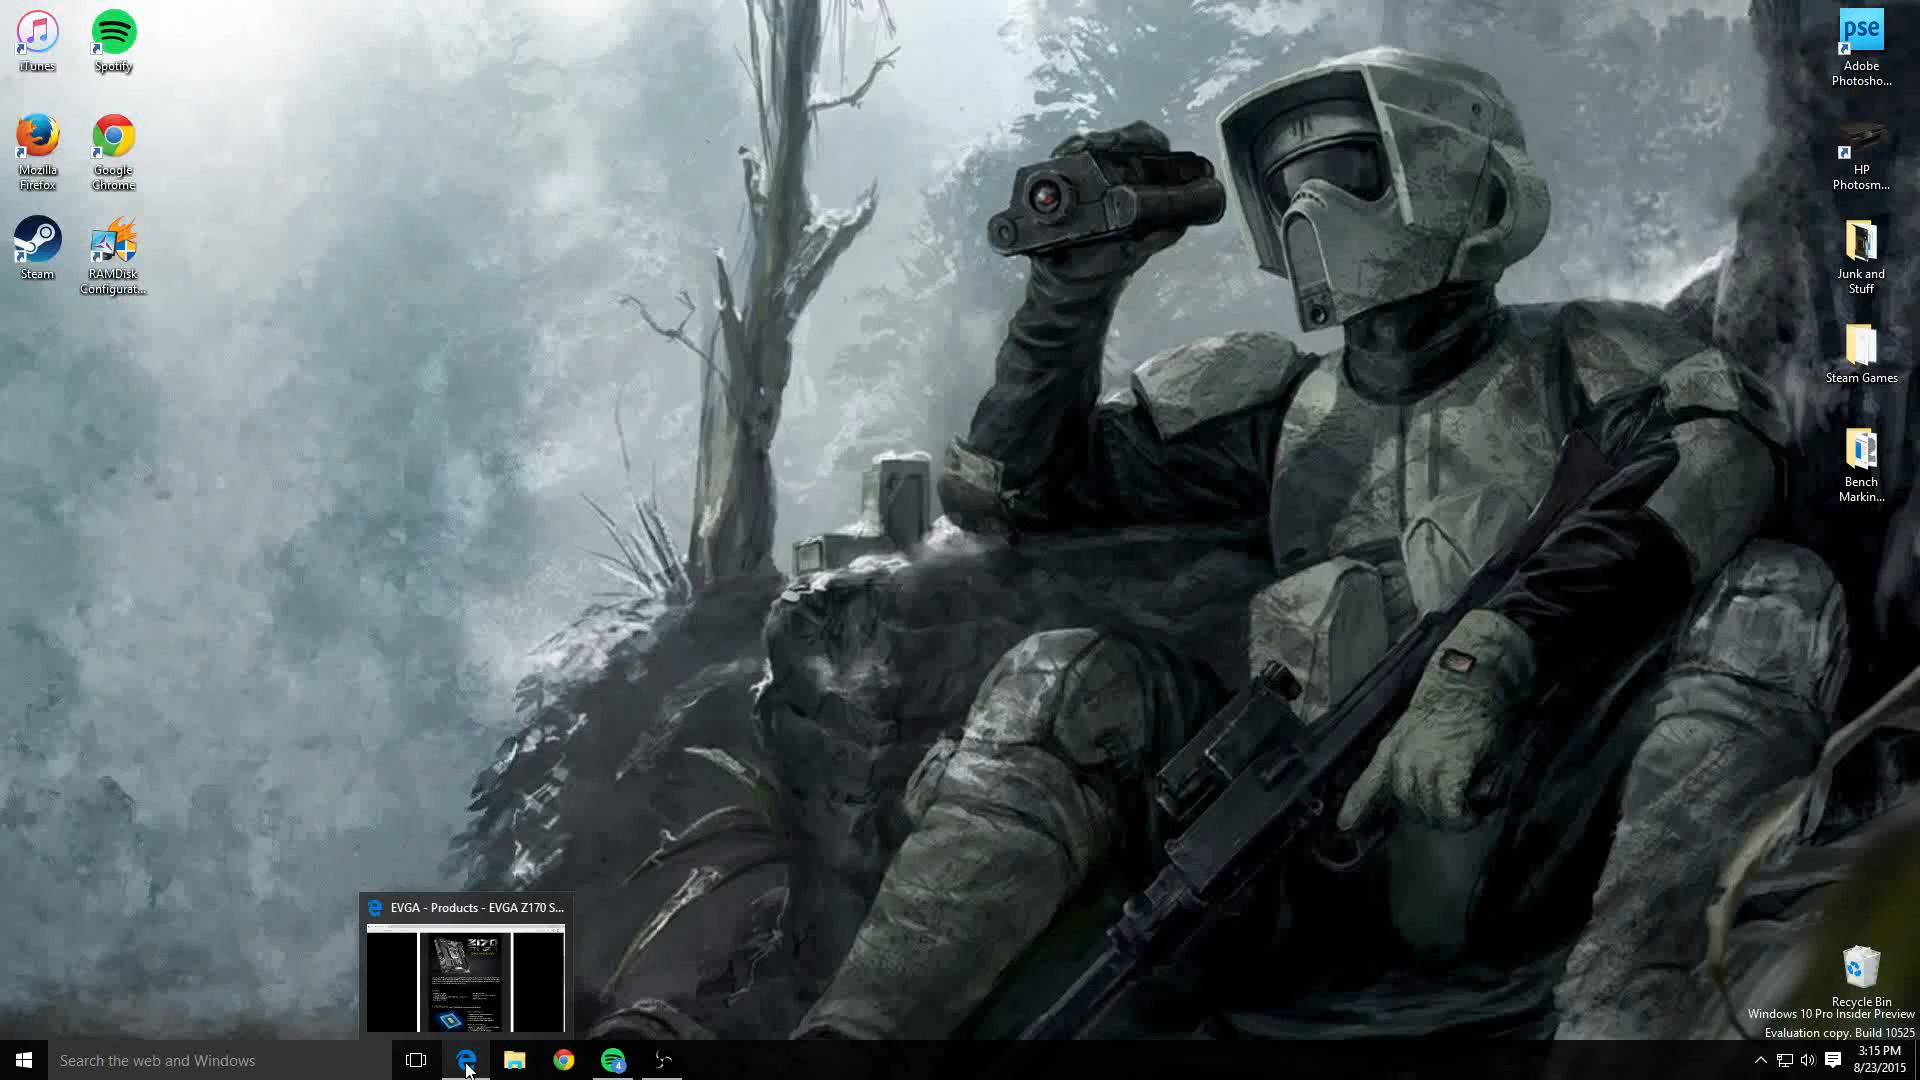 iTunes
Spotify
Mozilla
Firefox
Google
Chrome
Steam
RAMDisk
Configurat...
pse
Adobe
Photosho...
HP
Photosm...
Junk and
Stuff
Steam Games
Bench
Markin...
EVGA - Products - EVGA Z170 S...
Z170
Recycle Bin
Windows 10 Pro Insider Preview
Evaluation copy. Build 10525
Search the web and Windows
4
3:15 PM
8/23/2015